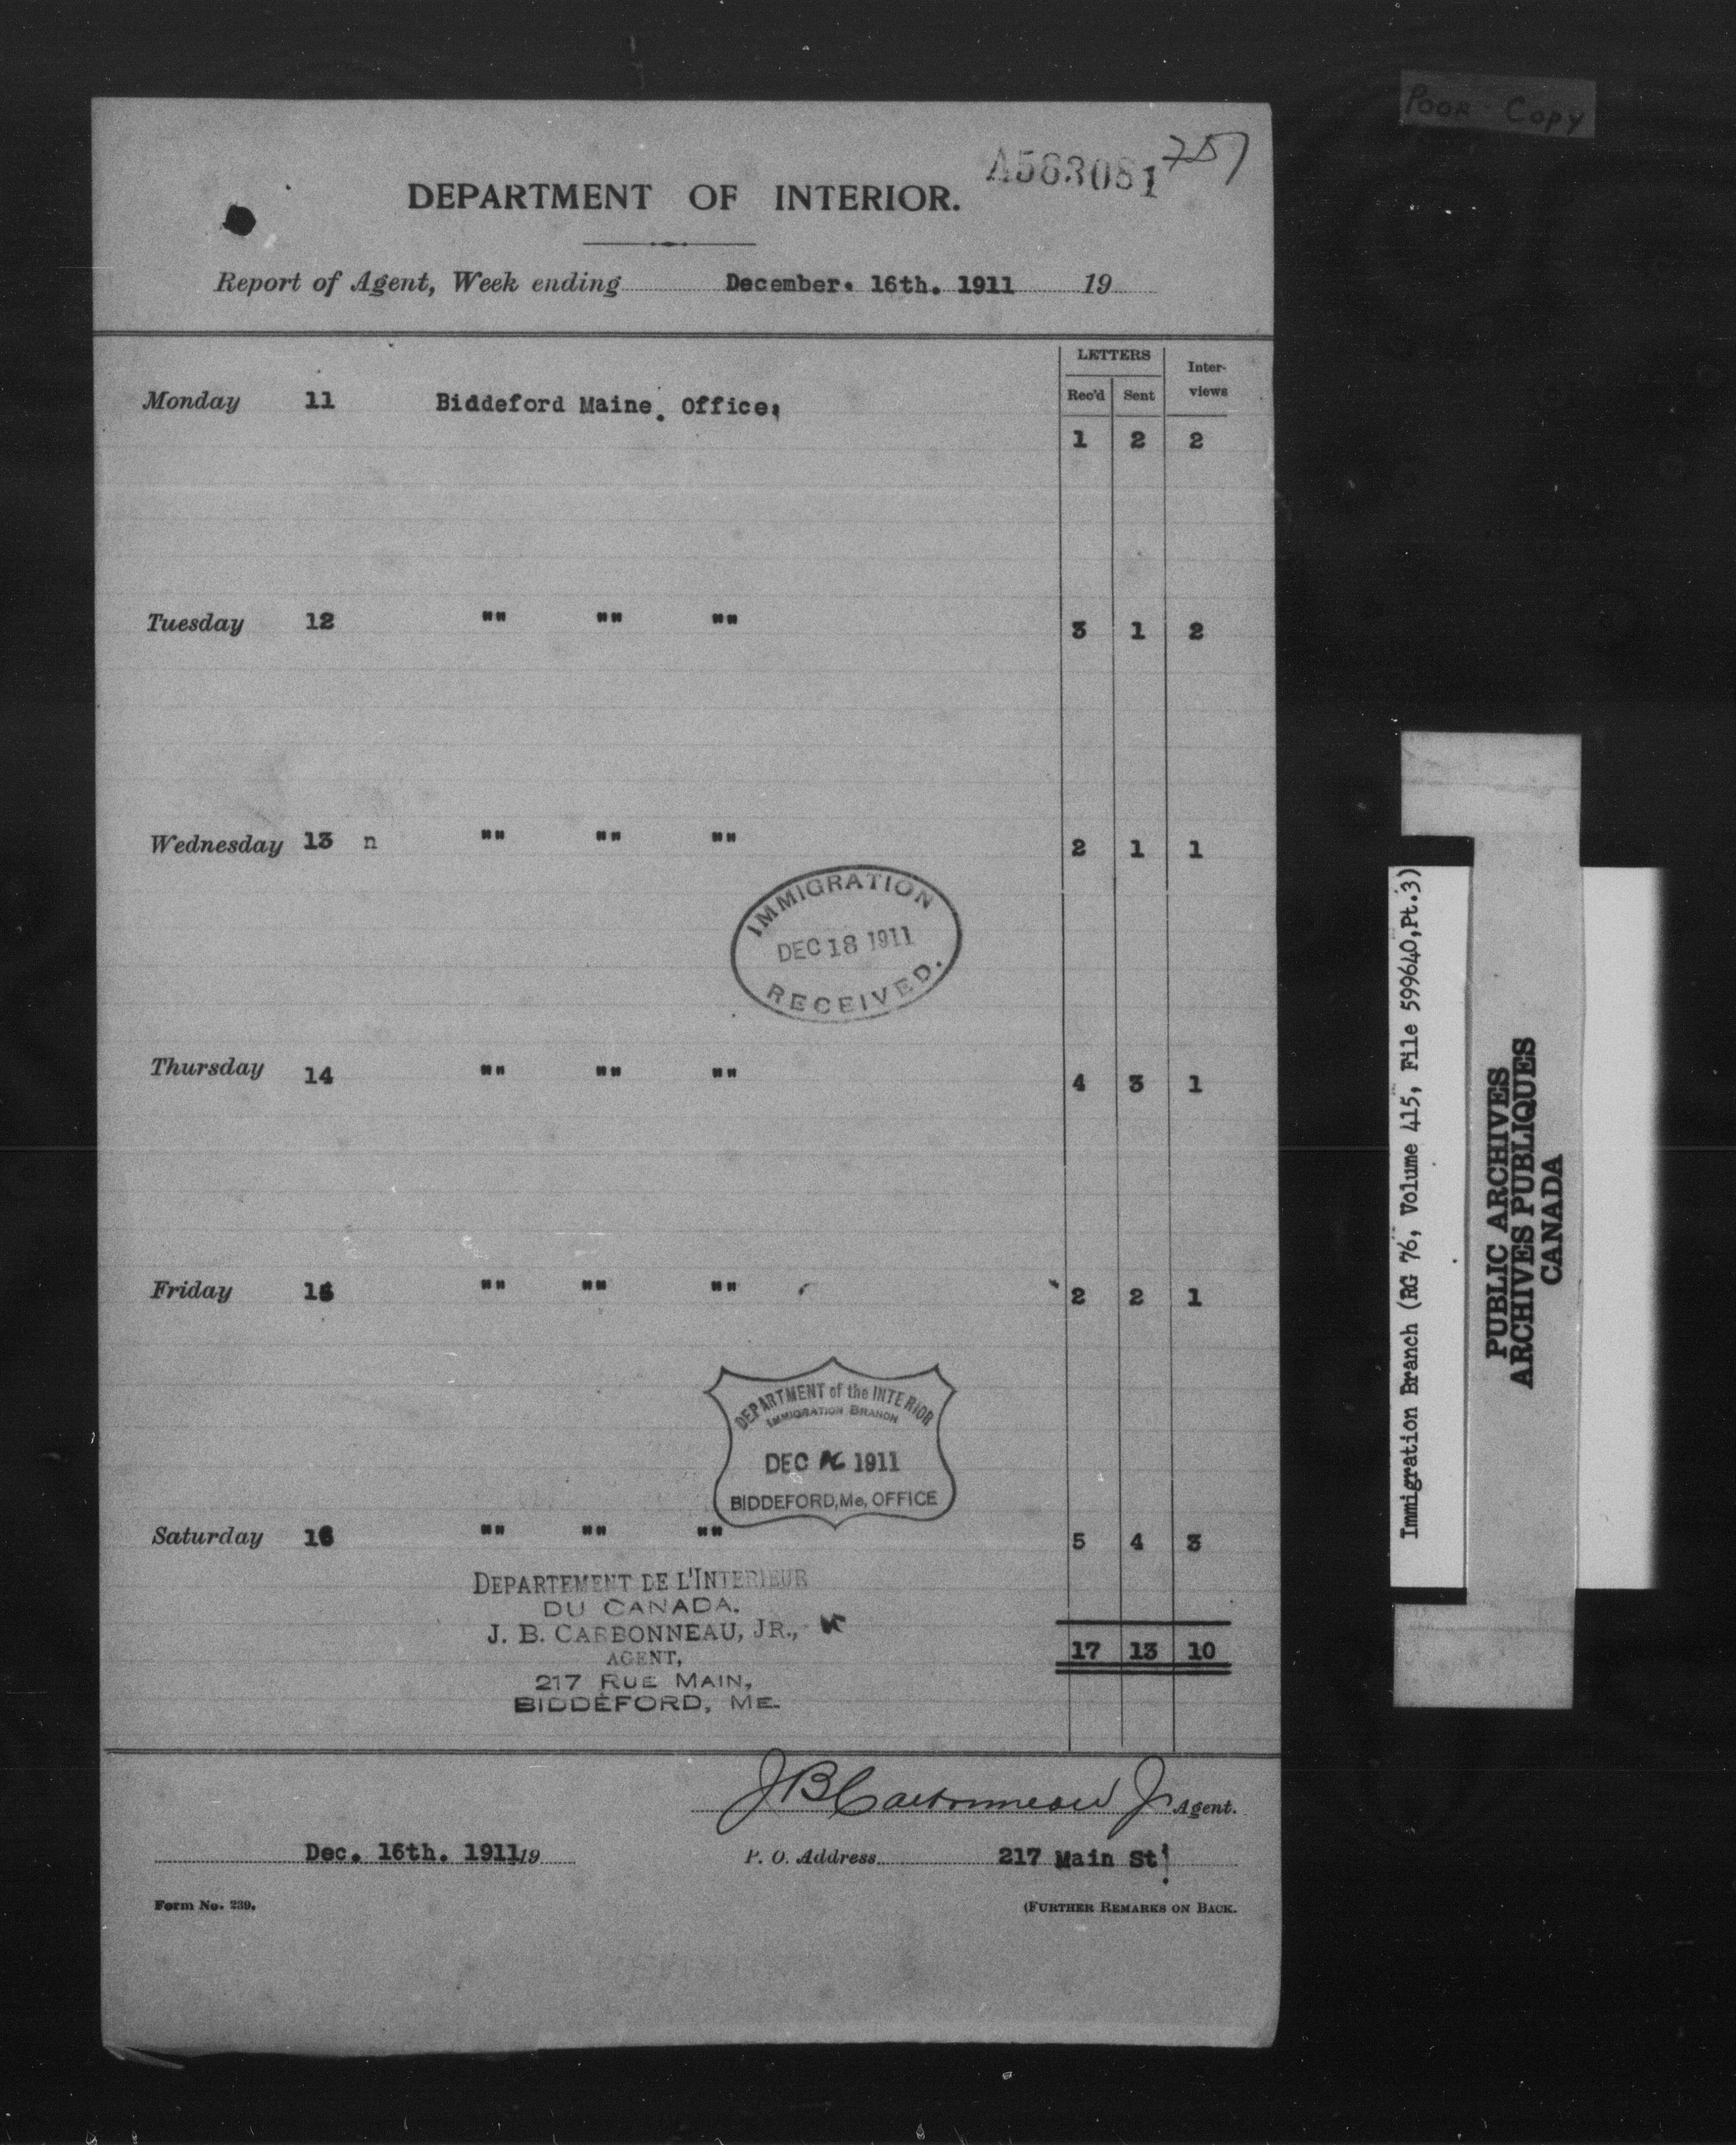 POOR COPY
A563081
757
DEPARTMENT OF INTERIOR.
Report of Agent, Week ending December. 16th. 1911 19
LETTERS
Inter-
views
Rec'd Sent
Monday 11 Biddeford Maine. Office.
1 2 2
Tuesday 12 "" "" "" 3 1 2
Wednesday 13 n "" "" "" 2 1 1
IMMIGRATION
DEC 18 1911
RECEIVED.
Thursday 14 "" "" "" 4 3 1
Friday 15 "" "" "" 2 2 1
DEPARTMENT of the INTERIOR
IMMIGRATION BRANCH
DEC 16 1911
BIDDEFORD, Me, OFFICE
Saturday 16 "" "" "" 5 4 3
DEPARTEMENT DE L'INTERIEUR
DU CANADA.
J. B. CARBONNEAU, JR.,
AGENT,
217 RUE MAIN,
BIDDEFORD, ME.
17 13 10
J B Carbonneau Jr Agent.
Dec. 16th. 1911 19 P. O. Address 217 Main St.
Form No. 239. (FURTHER REMARKS ON BACK.
Immigration Branch (RG 76, Volume 415, File 599640,Pt.3)
PUBLIC ARCHIVES
ARCHIVES PUBLIQUES
CANADA